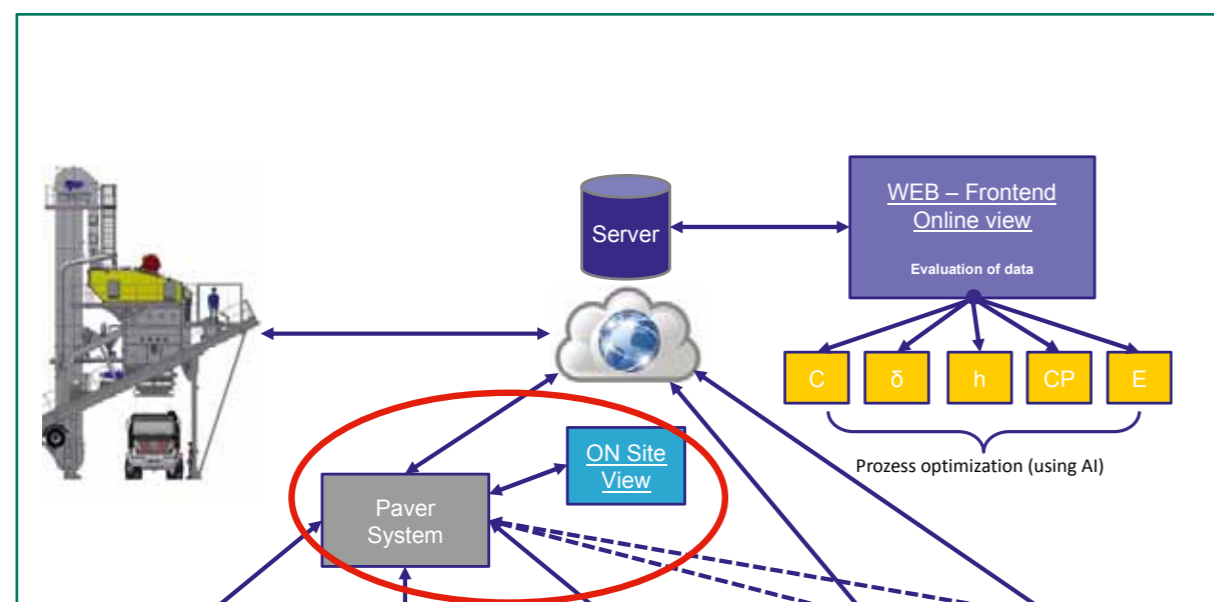 Server
WEB – Frontend
Online view
Evaluation of data
C
δ
h
CP
E
Prozess optimization (using AI)
ON Site
View
Paver
System